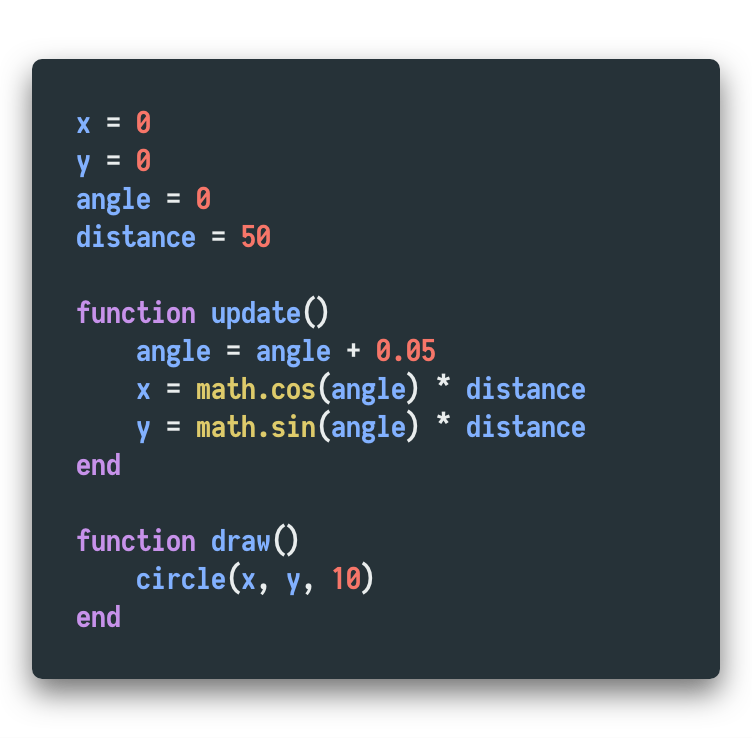 x = 0
y = 0
angle = 0
distance = 50

function update()
    angle = angle + 0.05
    x = math.cos(angle) * distance
    y = math.sin(angle) * distance
end

function draw()
    circle(x, y, 10)
end